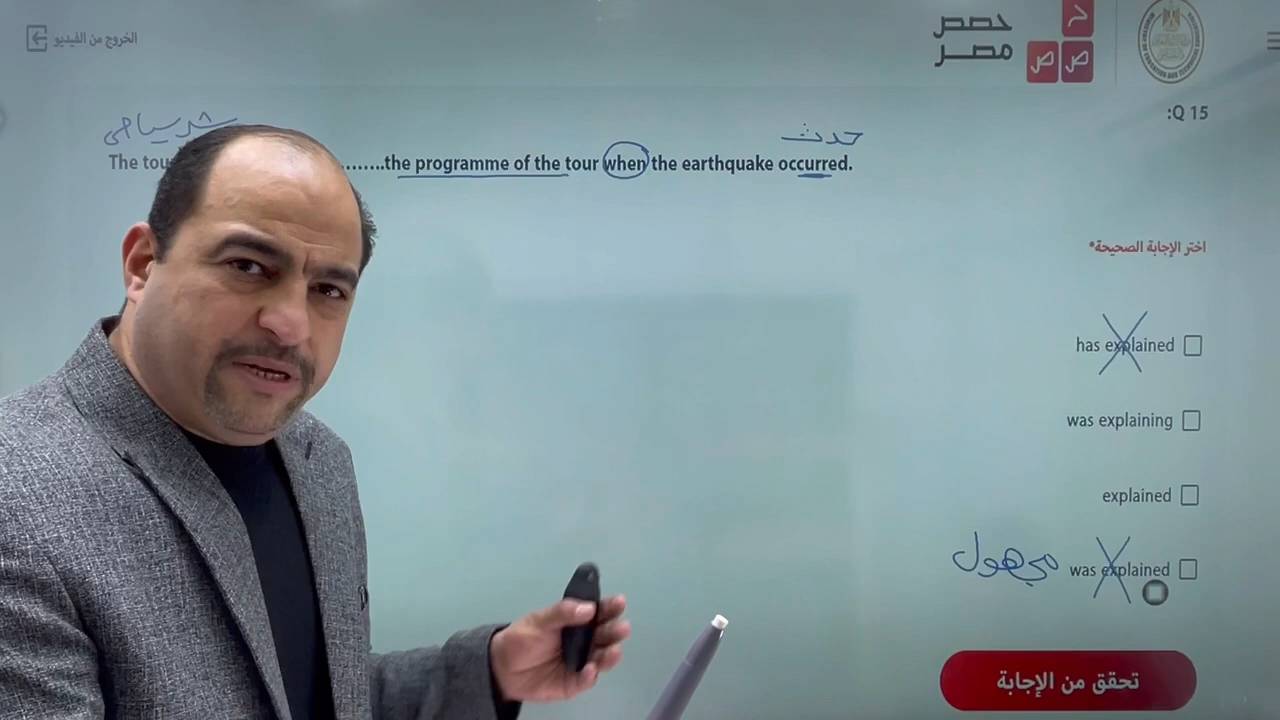 الخروج من الفيديو
حصص
مصر
ح
ص ص
:Q 15
حدث
The tou ........the programme of the tour when the earthquake occurred.
اختر الإجابة الصحيحة*
has explained
was explaining
explained
was explained مجهول
تحقق من الإجابة